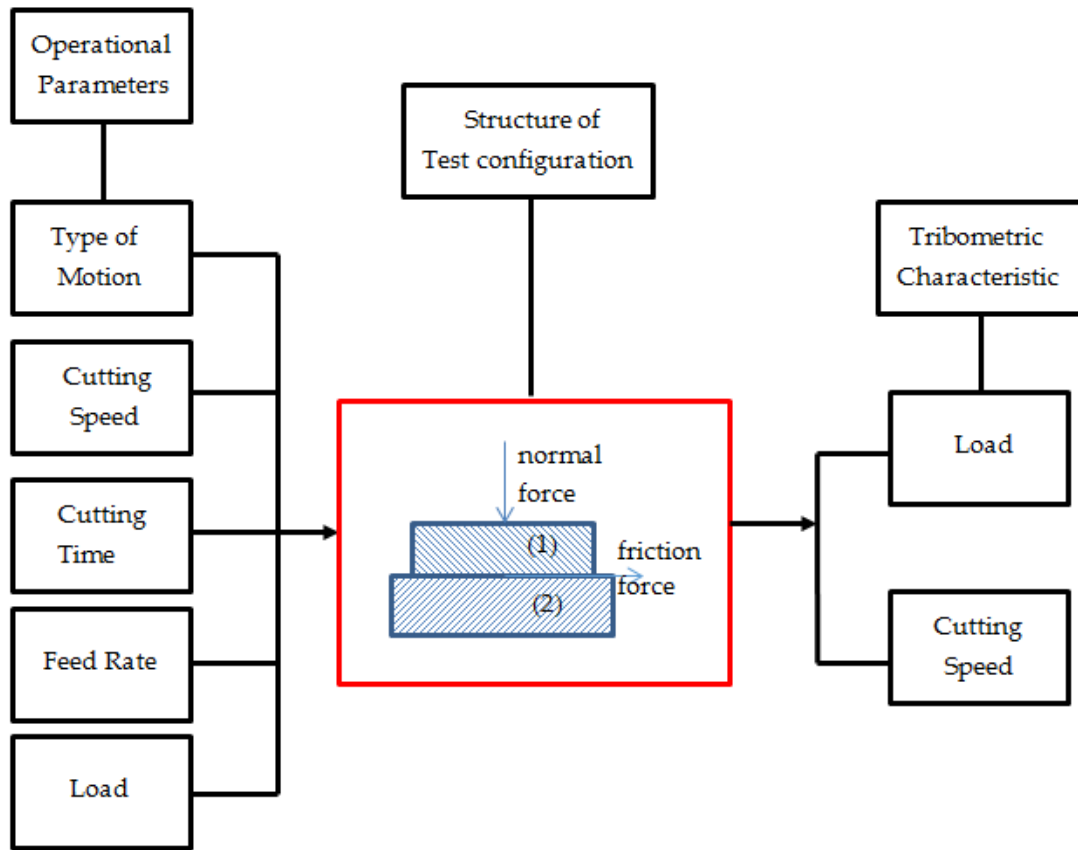 Operational
Parameters
Type of
Motion
Cutting
Speed
Cutting
Time
Feed Rate
Load
Structure of
Test configuration
normal
force
(1)
friction
force
(2)
Tribometric
Characteristic
Load
Cutting
Speed